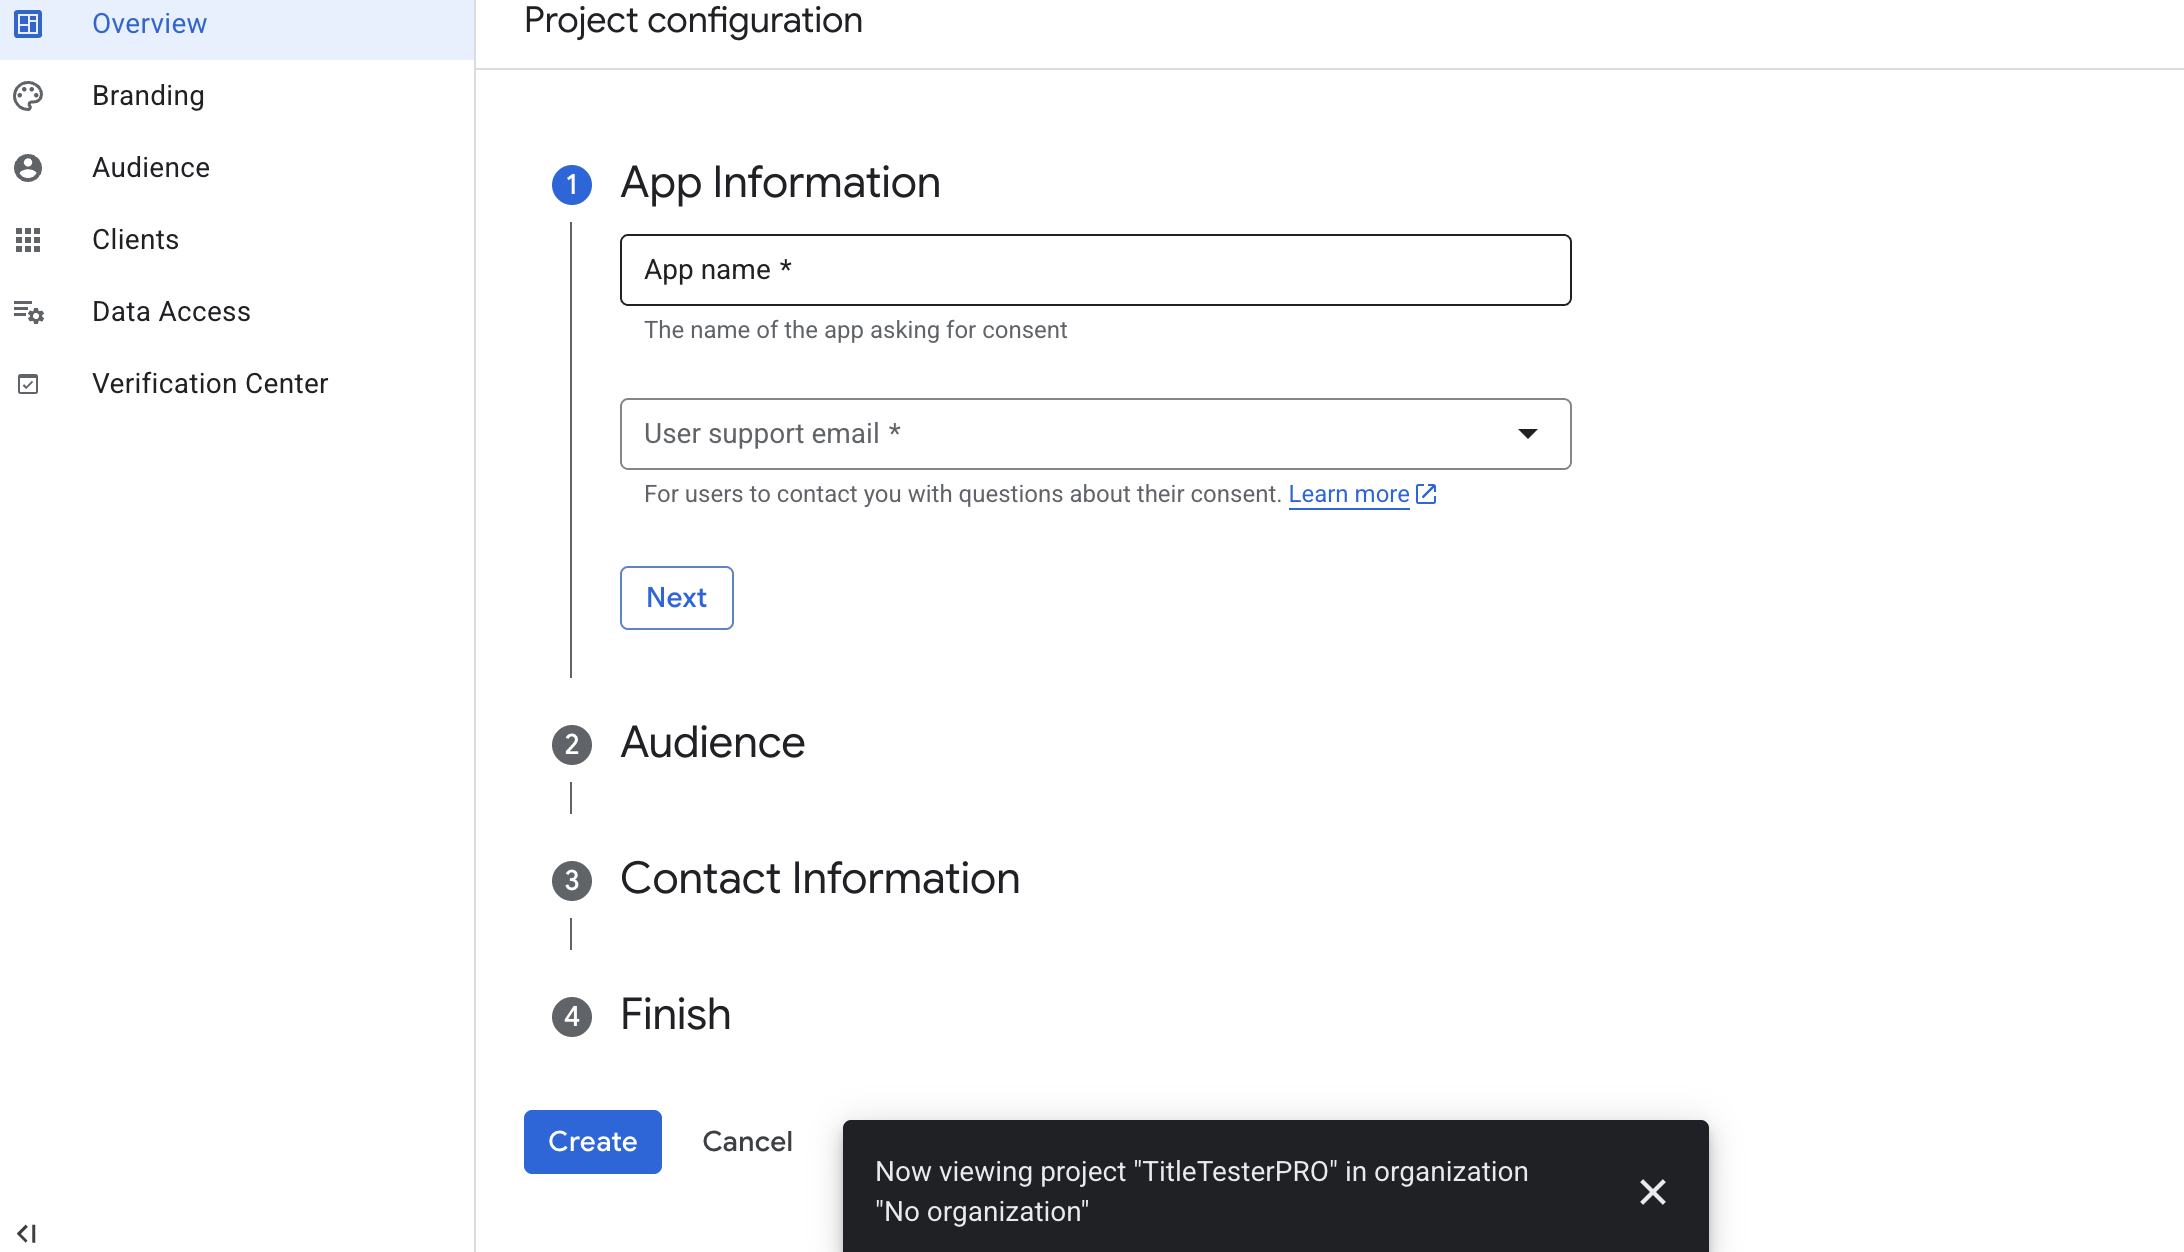 Overview
Branding
Audience
Clients
Data Access
Verification Center
Project configuration
1 App Information
App name *
The name of the app asking for consent
User support email *
For users to contact you with questions about their consent. Learn more
Next
2 Audience
3 Contact Information
4 Finish
Create Cancel
Now viewing project "TitleTesterPRO" in organization
"No organization"